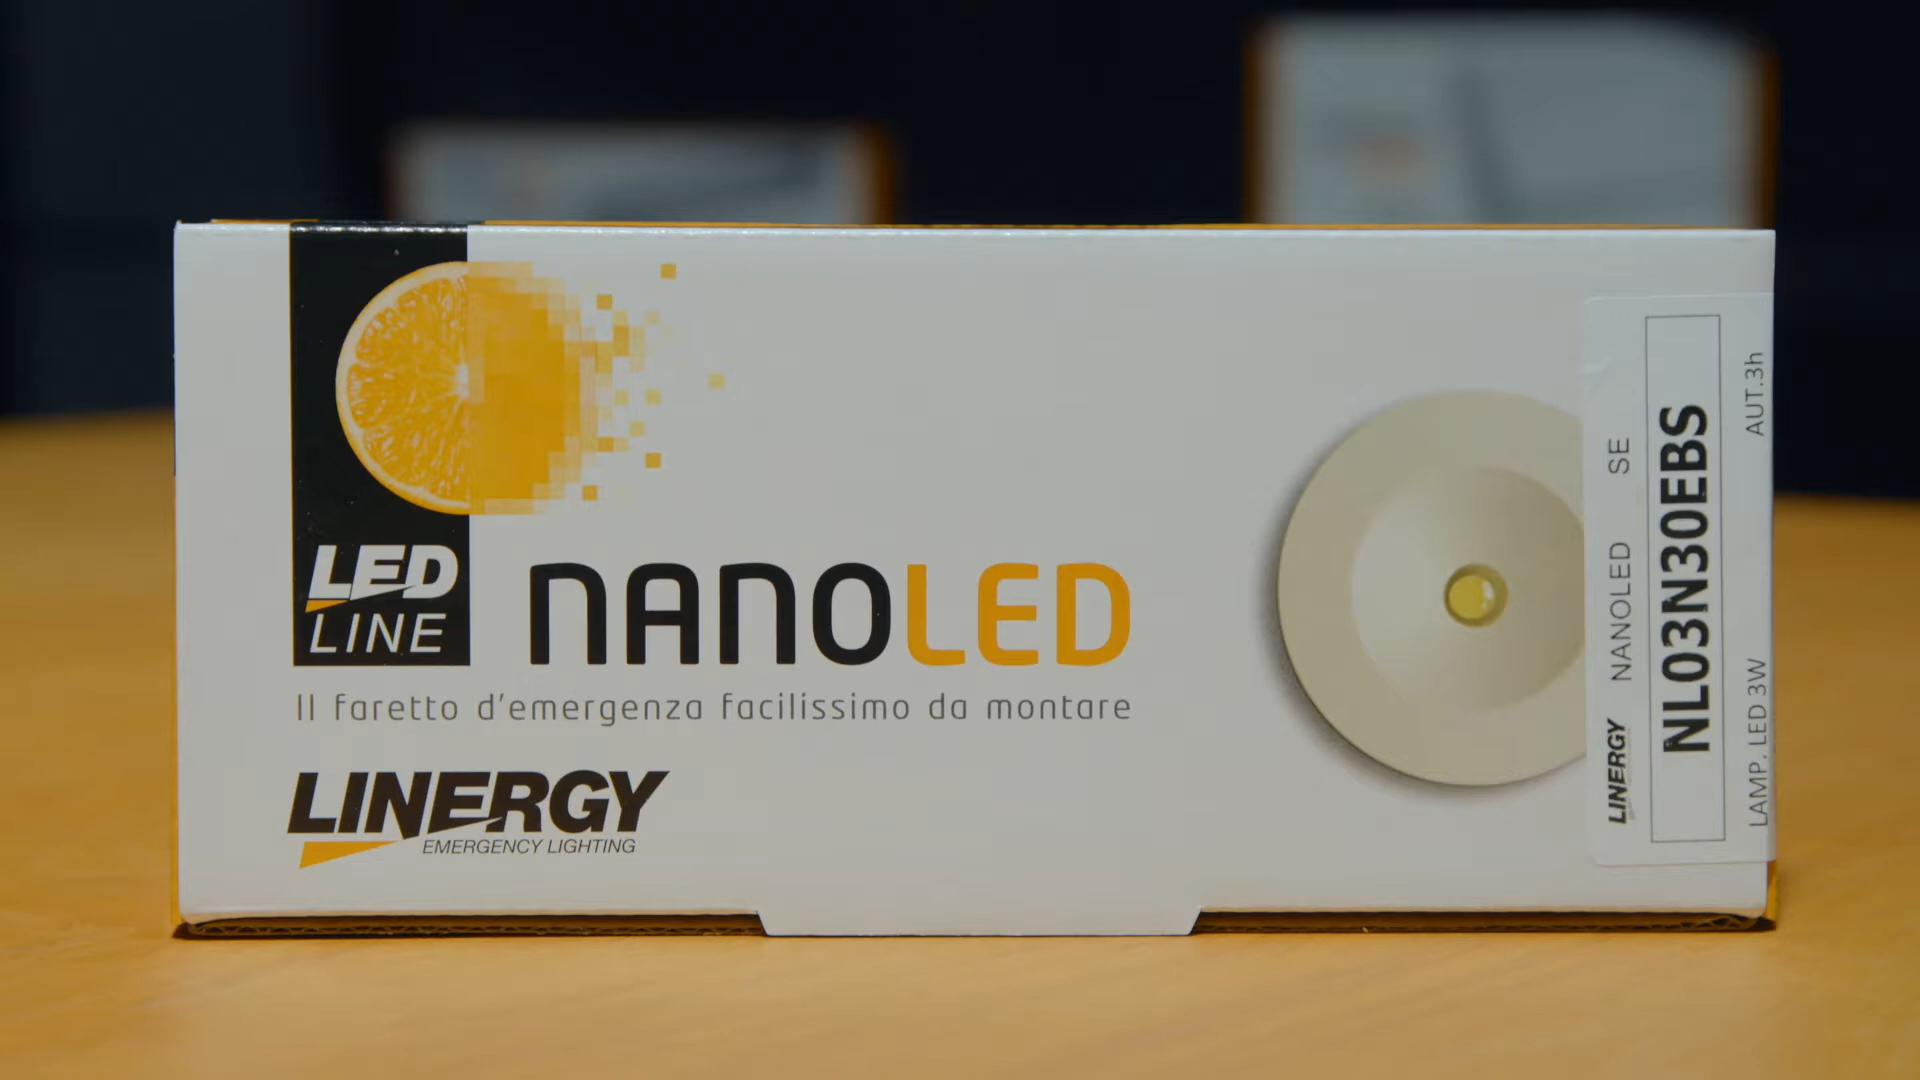 LED
LINE
NANOLED
Il faretto d'emergenza facilissimo da montare
LINERGY
EMERGENCY LIGHTING
LINERGY NANOLED SE
NL03N30EBS
LAMP. LED 3W AUT.3h